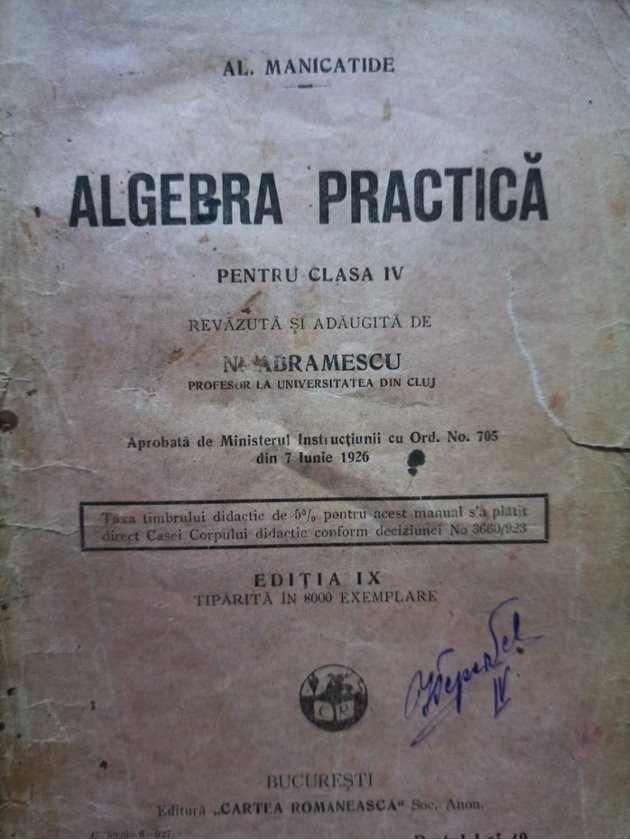 AL. MANICATIDE
ALGEBRA PRACTICĂ
PENTRU CLASA IV
REVĂZUTĂ ȘI ADĂUGITĂ DE
N. ABRAMESCU
PROFESOR LA UNIVERSITATEA DIN CLUJ
Aprobată de Ministerul Instrucțiunii cu Ord. No. 705
din 7 Iunie 1926
Taxa timbrului didactic de 5% pentru acest manual s'a plătit
direct Casei Corpului didactic conform deciziunei No 3660/923
EDIȚIA IX
TIPĂRITĂ ÎN 8000 EXEMPLARE
C R
IV
BUCUREȘTI
Editura „CARTEA ROMANEASCĂ“ Soc. Anon.